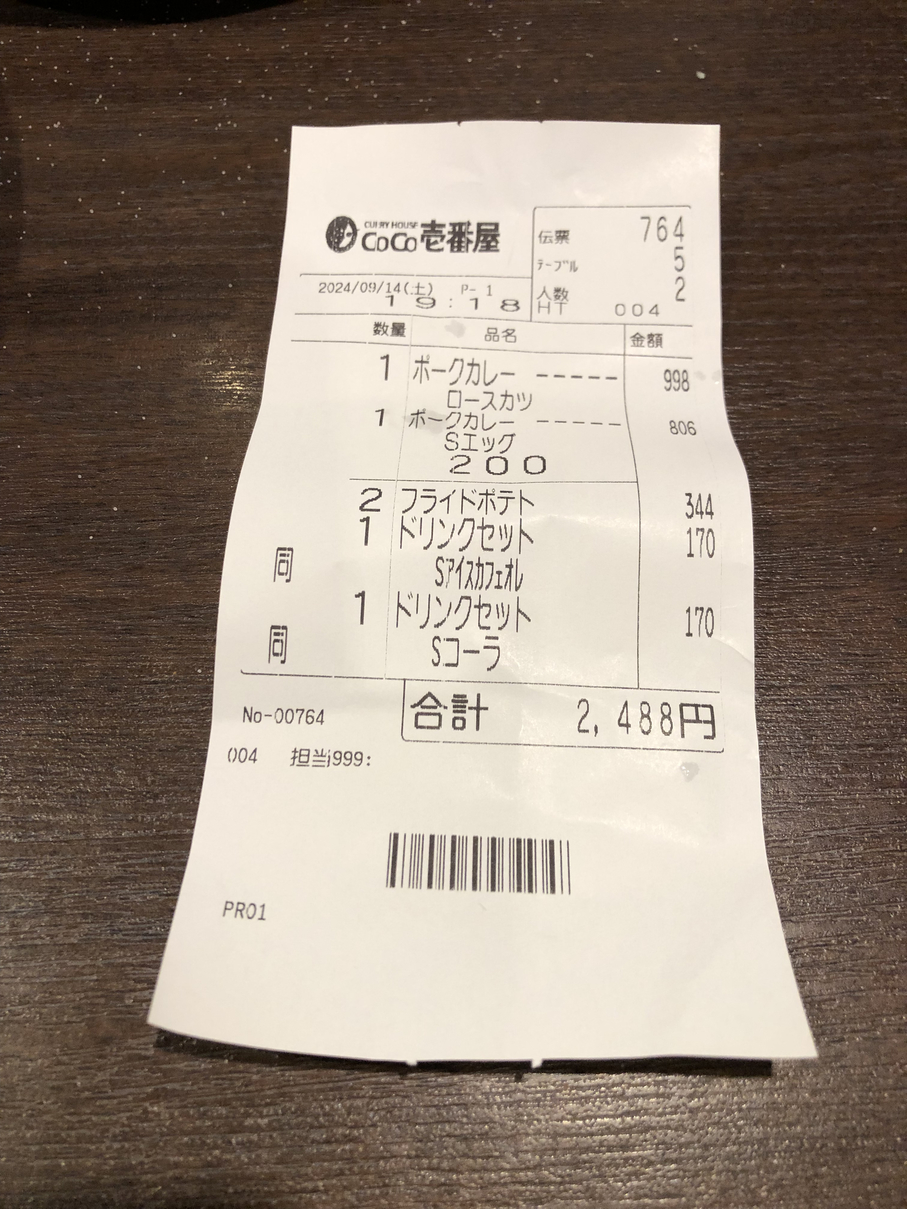 CURRY HOUSE
CoCo壱番屋
伝票 764
テーブル 5
人数 2
HT 004
2024/09/14(土) P- 1
19:18
数量 品名 金額
1 ポークカレー ----- 998
ロースカツ
1 ポークカレー ----- 806
Sエッグ
200
2 フライドポテト 344
1 ドリンクセット 170
同 Sアイスカフェオレ
1 ドリンクセット 170
同 Sコーラ
合計 2,488円
No-00764
004 担当999:
PR01